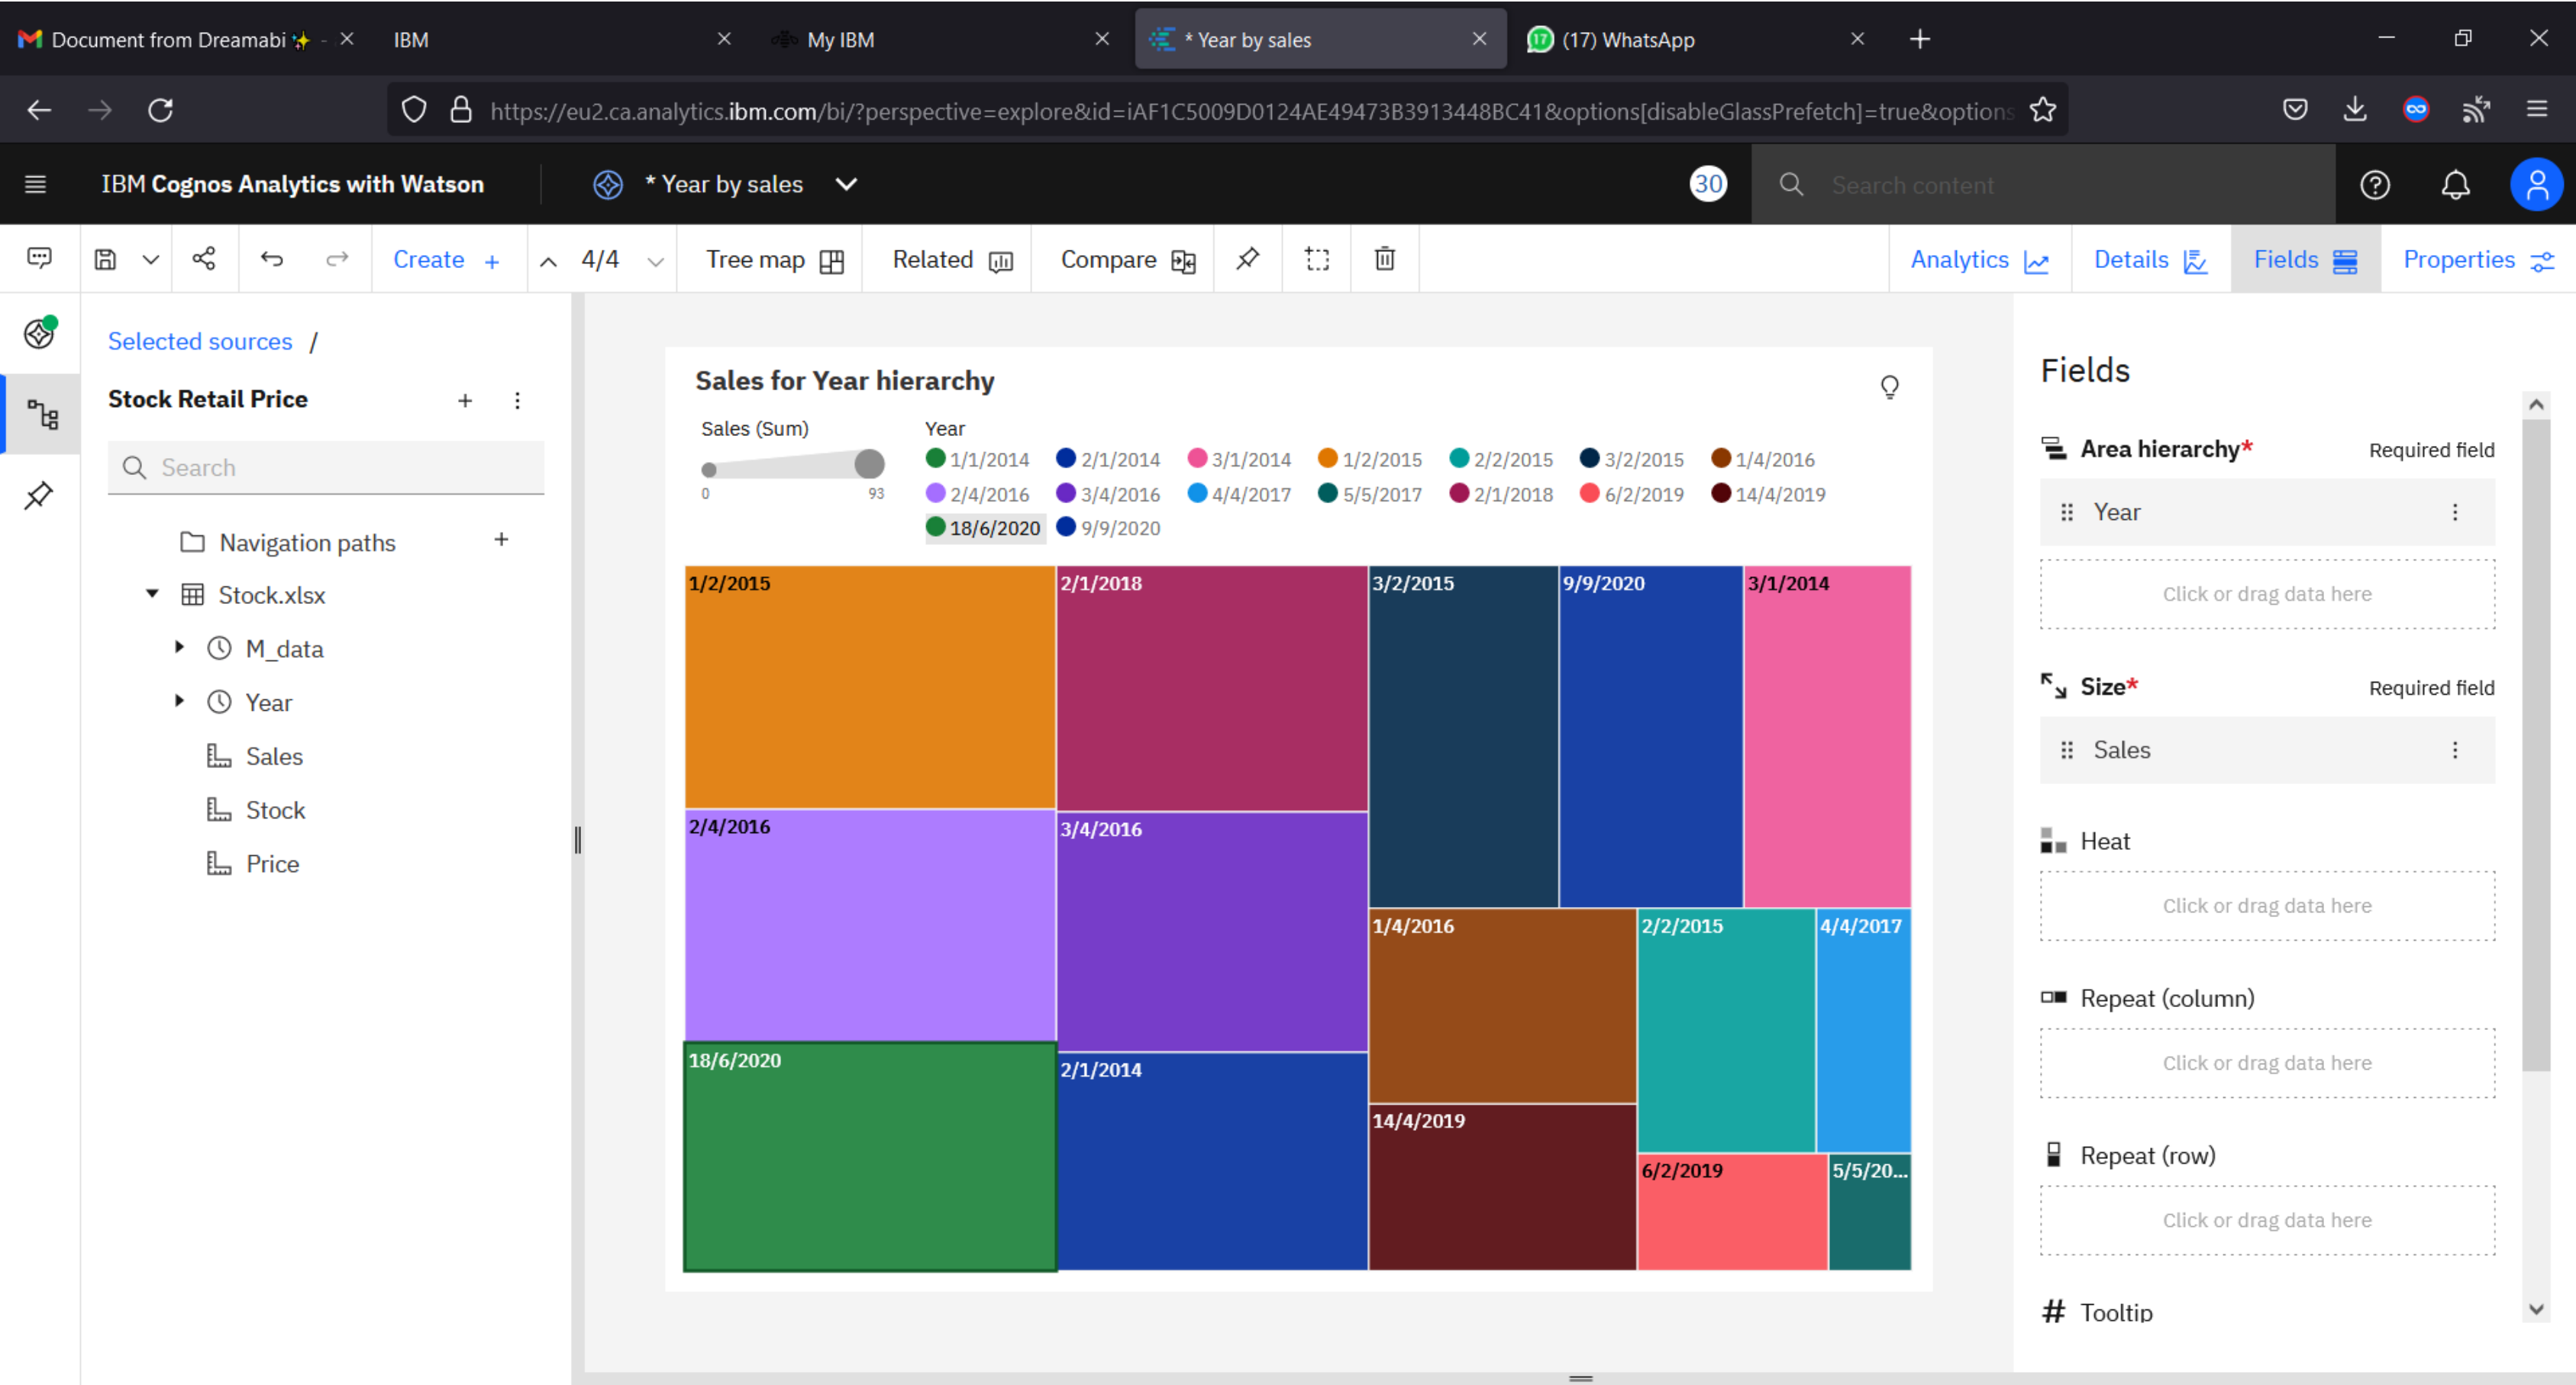 Document from Dreamabi ✨ -
IBM
My IBM
* Year by sales
17
(17) WhatsApp
https://eu2.ca.analytics.ibm.com/bi/?perspective=explore&id=iAF1C5009D0124AE49473B3913448BC41&options[disableGlassPrefetch]=true&options
IBM Cognos Analytics with Watson
* Year by sales
30
Search content
Create +
4/4
Tree map
Related
Compare
Analytics
Details
Fields
Properties
Selected sources /
Stock Retail Price
Search
Navigation paths
Stock.xlsx
M_data
Year
Sales
Stock
Price
Sales for Year hierarchy
Sales (Sum)
0 93
Year
1/1/2014 2/1/2014 3/1/2014 1/2/2015 2/2/2015 3/2/2015 1/4/2016
2/4/2016 3/4/2016 4/4/2017 5/5/2017 2/1/2018 6/2/2019 14/4/2019
18/6/2020 9/9/2020
1/2/2015
2/1/2018
3/2/2015
9/9/2020
3/1/2014
2/4/2016
3/4/2016
1/4/2016
2/2/2015
4/4/2017
18/6/2020
2/1/2014
14/4/2019
6/2/2019
5/5/20...
Fields
Area hierarchy* Required field
Year
Click or drag data here
Size* Required field
Sales
Heat
Click or drag data here
Repeat (column)
Click or drag data here
Repeat (row)
Click or drag data here
# Tooltip